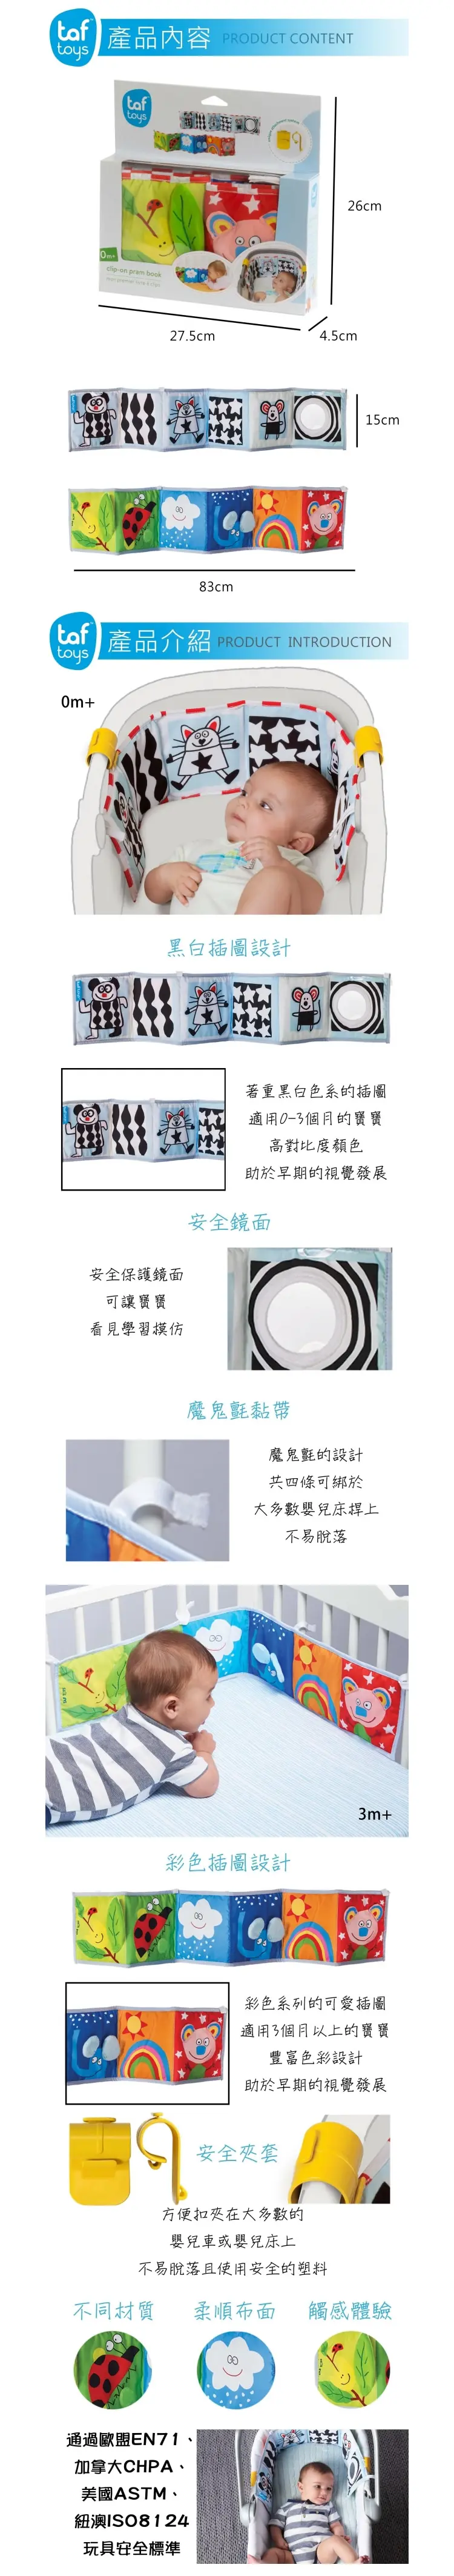 taf toys
產品內容 PRODUCT CONTENT
taf toys
0m+
clip-on pram book
26cm
27.5cm
4.5cm
15cm
83cm
taf toys
產品介紹 PRODUCT INTRODUCTION
0m+
黑白插圖設計
著重黑白色系的插圖
適用0-3個月的寶寶
高對比度顏色
助於早期的視覺發展
安全鏡面
安全保護鏡面
可讓寶寶
看見學習摸仿
魔鬼氈黏帶
魔鬼氈的設計
共四條可綁於
大多數嬰兒床捍上
不易脫落
3m+
彩色插圖設計
彩色系列的可愛插圖
適用3個月以上的寶寶
豐富色彩設計
助於早期的視覺發展
安全夾套
方便扣夾在大多數的
嬰兒車或嬰兒床上
不易脫落且使用安全的塑料
不同材質
柔順布面
觸感體驗
通過歐盟EN71、
加拿大CHPA、
美國ASTM、
紐澳ISO8124
玩具安全標準